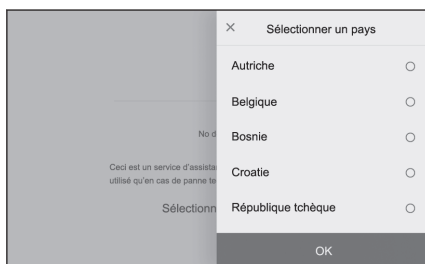 × Sélectionner un pays
Autriche
Belgique
Bosnie
Croatie
République tchèque
OK
No d
Ceci est un service d'assista
utilisé qu'en cas de panne te
Sélectionn